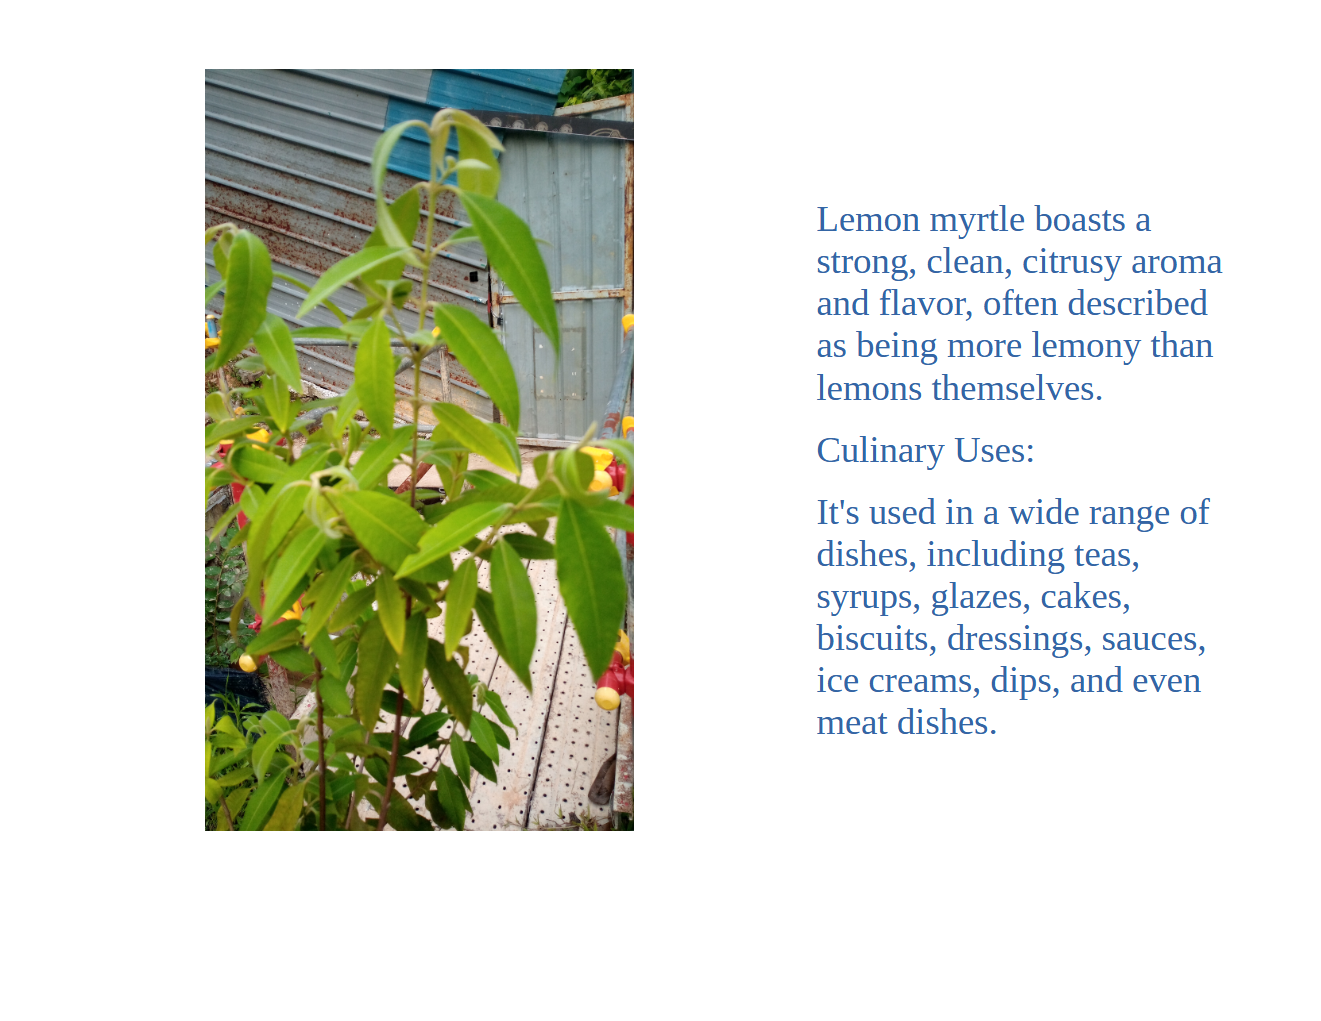 Lemon myrtle boasts a
strong, clean, citrusy aroma
and flavor, often described
as being more lemony than
lemons themselves.
Culinary Uses:
It's used in a wide range of
dishes, including teas,
syrups, glazes, cakes,
biscuits, dressings, sauces,
ice creams, dips, and even
meat dishes.